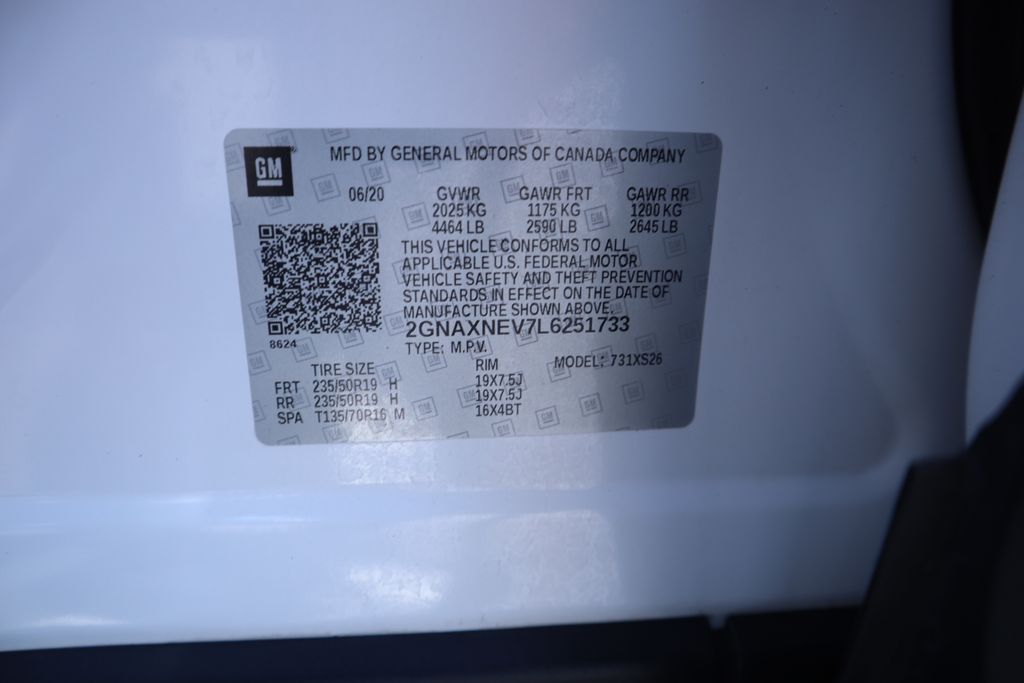 GM
MFD BY GENERAL MOTORS OF CANADA COMPANY
06/20 GVWR GAWR FRT GAWR RR
2025 KG 1175 KG 1200 KG
4464 LB 2590 LB 2645 LB
THIS VEHICLE CONFORMS TO ALL
APPLICABLE U.S. FEDERAL MOTOR
VEHICLE SAFETY AND THEFT PREVENTION
STANDARDS IN EFFECT ON THE DATE OF
MANUFACTURE SHOWN ABOVE.
2GNAXNEV7L6251733
8624
TYPE: M.P.V.
MODEL: 731XS26
TIRE SIZE RIM
FRT 235/50R19 H 19X7.5J
RR 235/50R19 H 19X7.5J
SPA T135/70R16 M 16X4BT